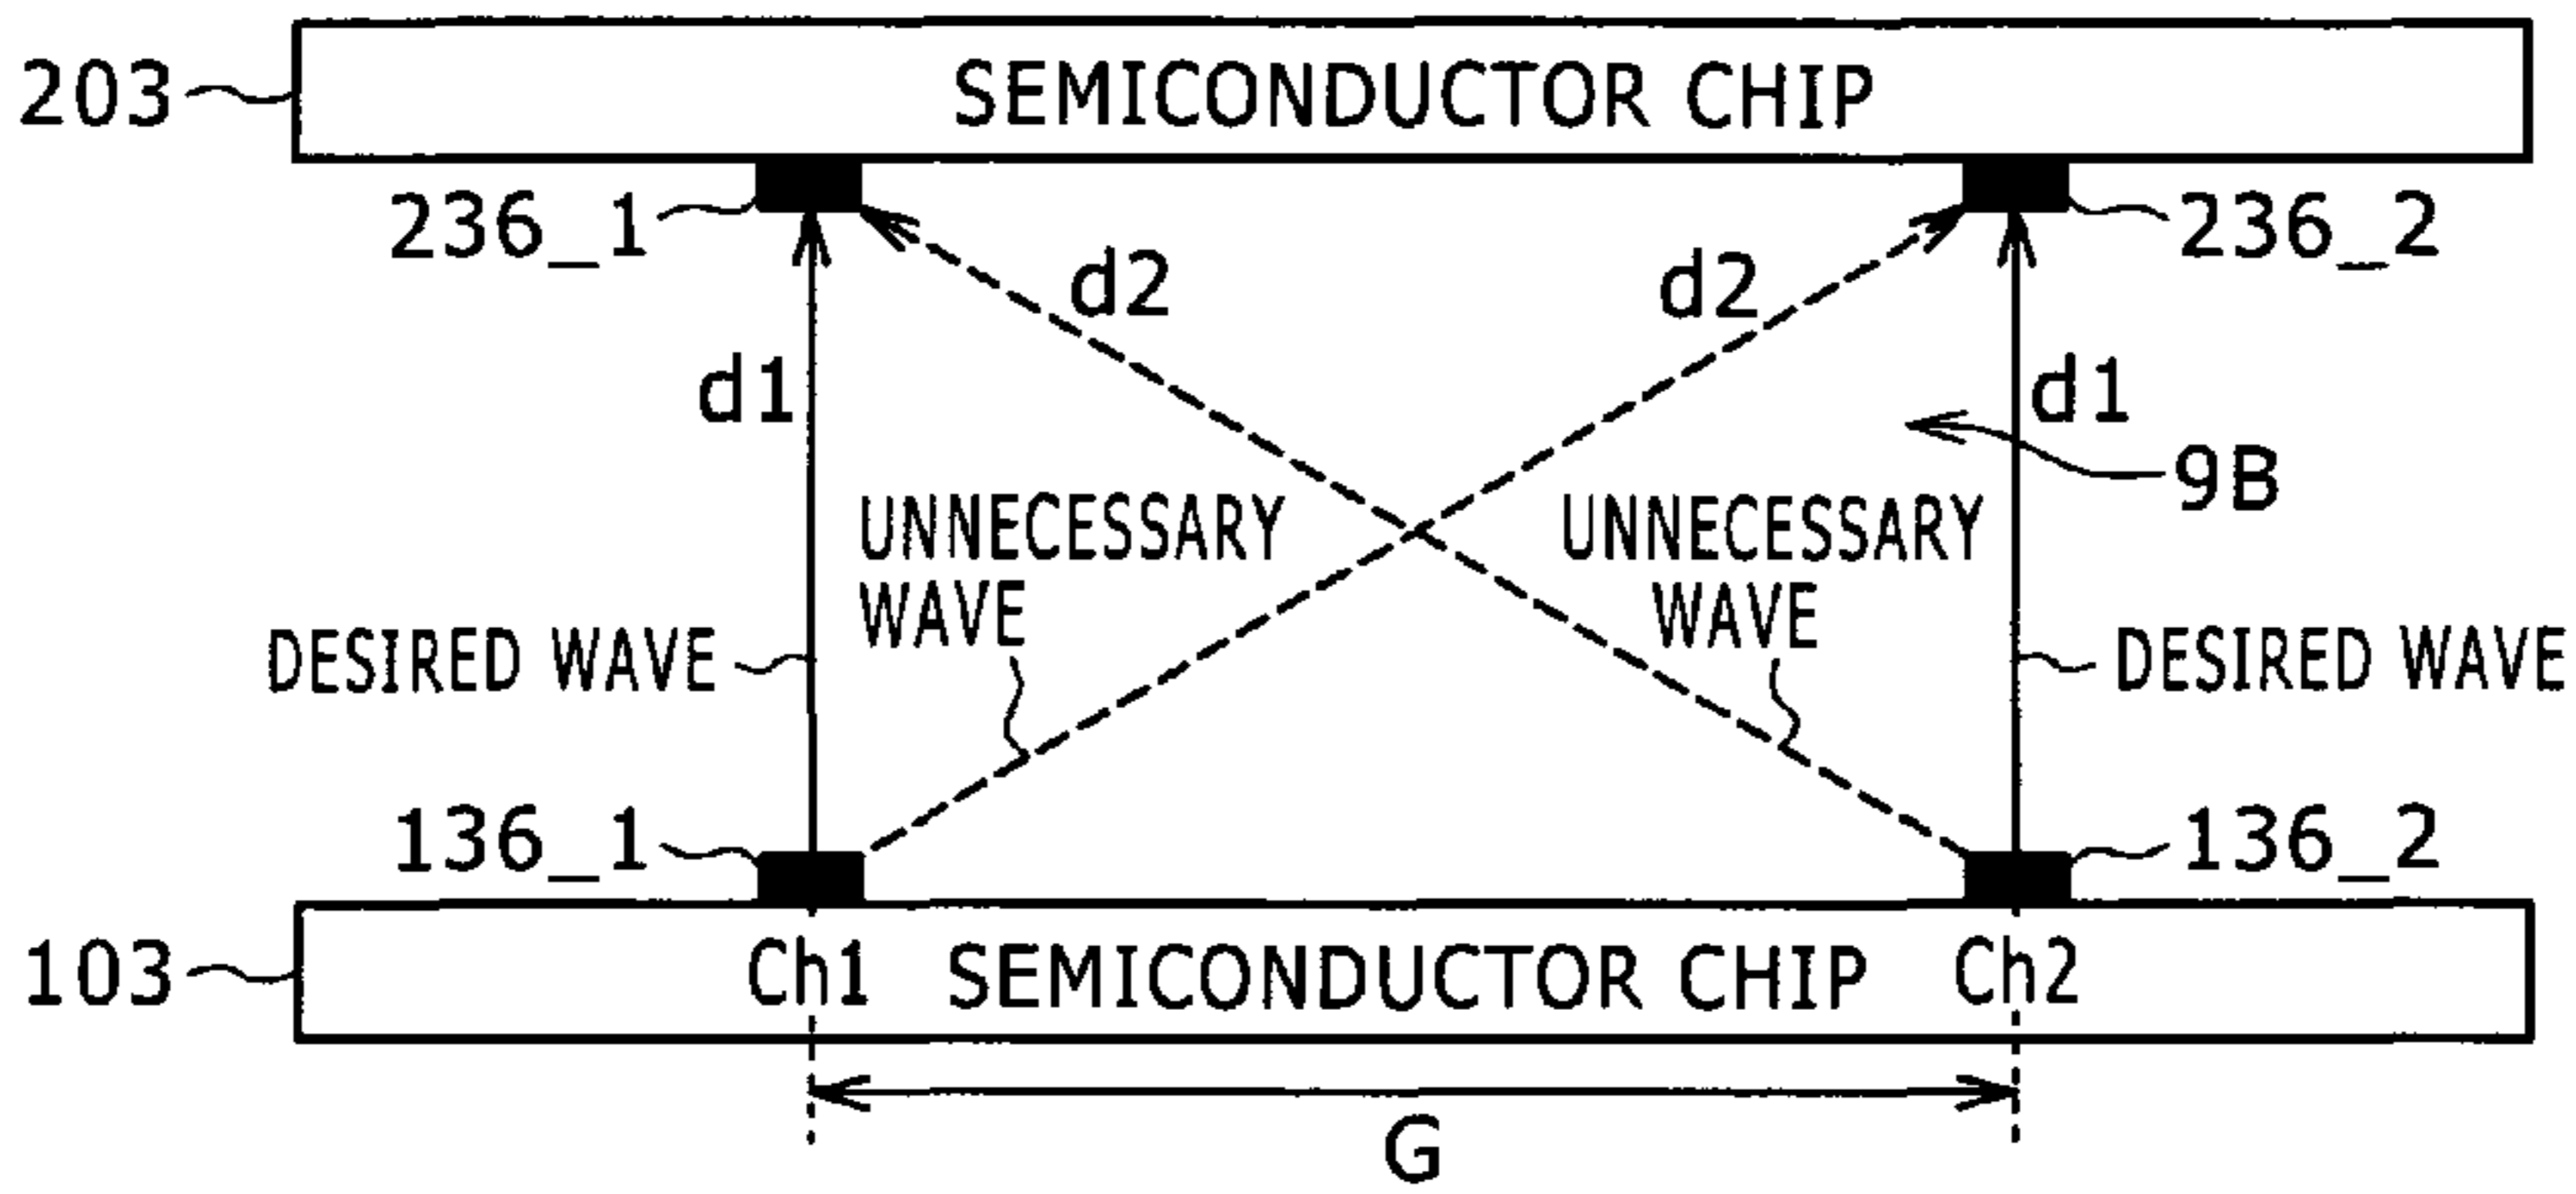 203 SEMICONDUCTOR CHIP
236_1 d2 d2 236_2
d1 d1
9B
UNNECESSARY UNNECESSARY
WAVE WAVE
DESIRED WAVE DESIRED WAVE
136_1 136_2
103 Ch1 SEMICONDUCTOR CHIP Ch2
G